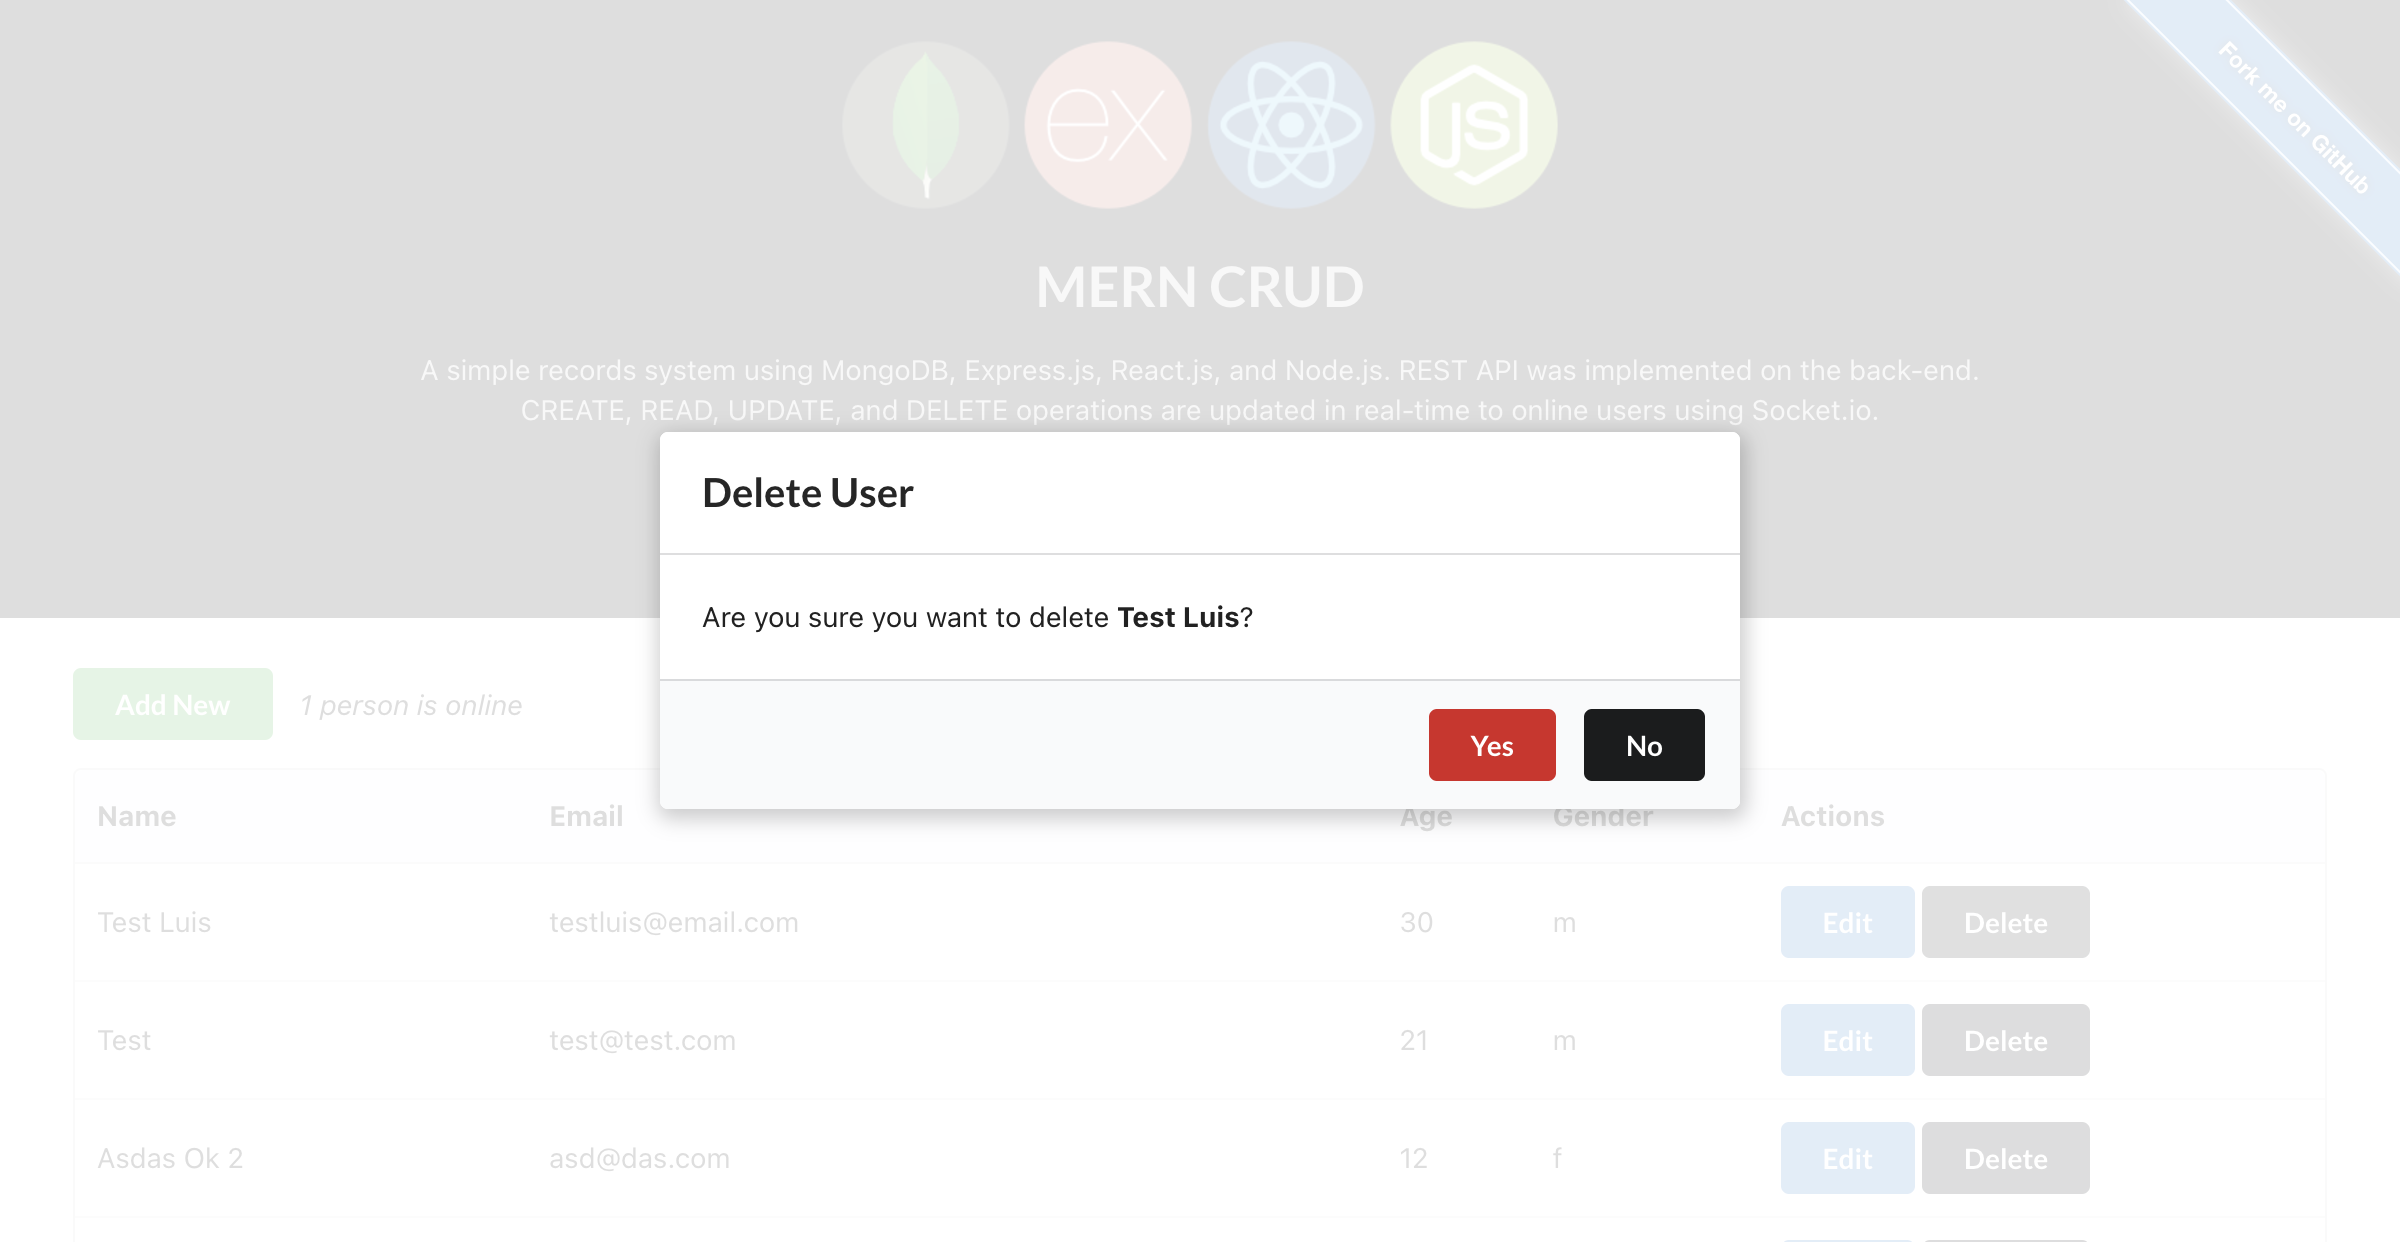 Fork me on GitHub
ex
JS
MERN CRUD
A simple records system using MongoDB, Express.js, React.js, and Node.js. REST API was implemented on the back-end.
CREATE, READ, UPDATE, and DELETE operations are updated in real-time to online users using Socket.io.
Delete User
Are you sure you want to delete Test Luis?
Yes No
Add New 1 person is online
Name Email Age Gender Actions
Test Luis testluis@email.com 30 m Edit Delete
Test test@test.com 21 m Edit Delete
Asdas Ok 2 asd@das.com 12 f Edit Delete